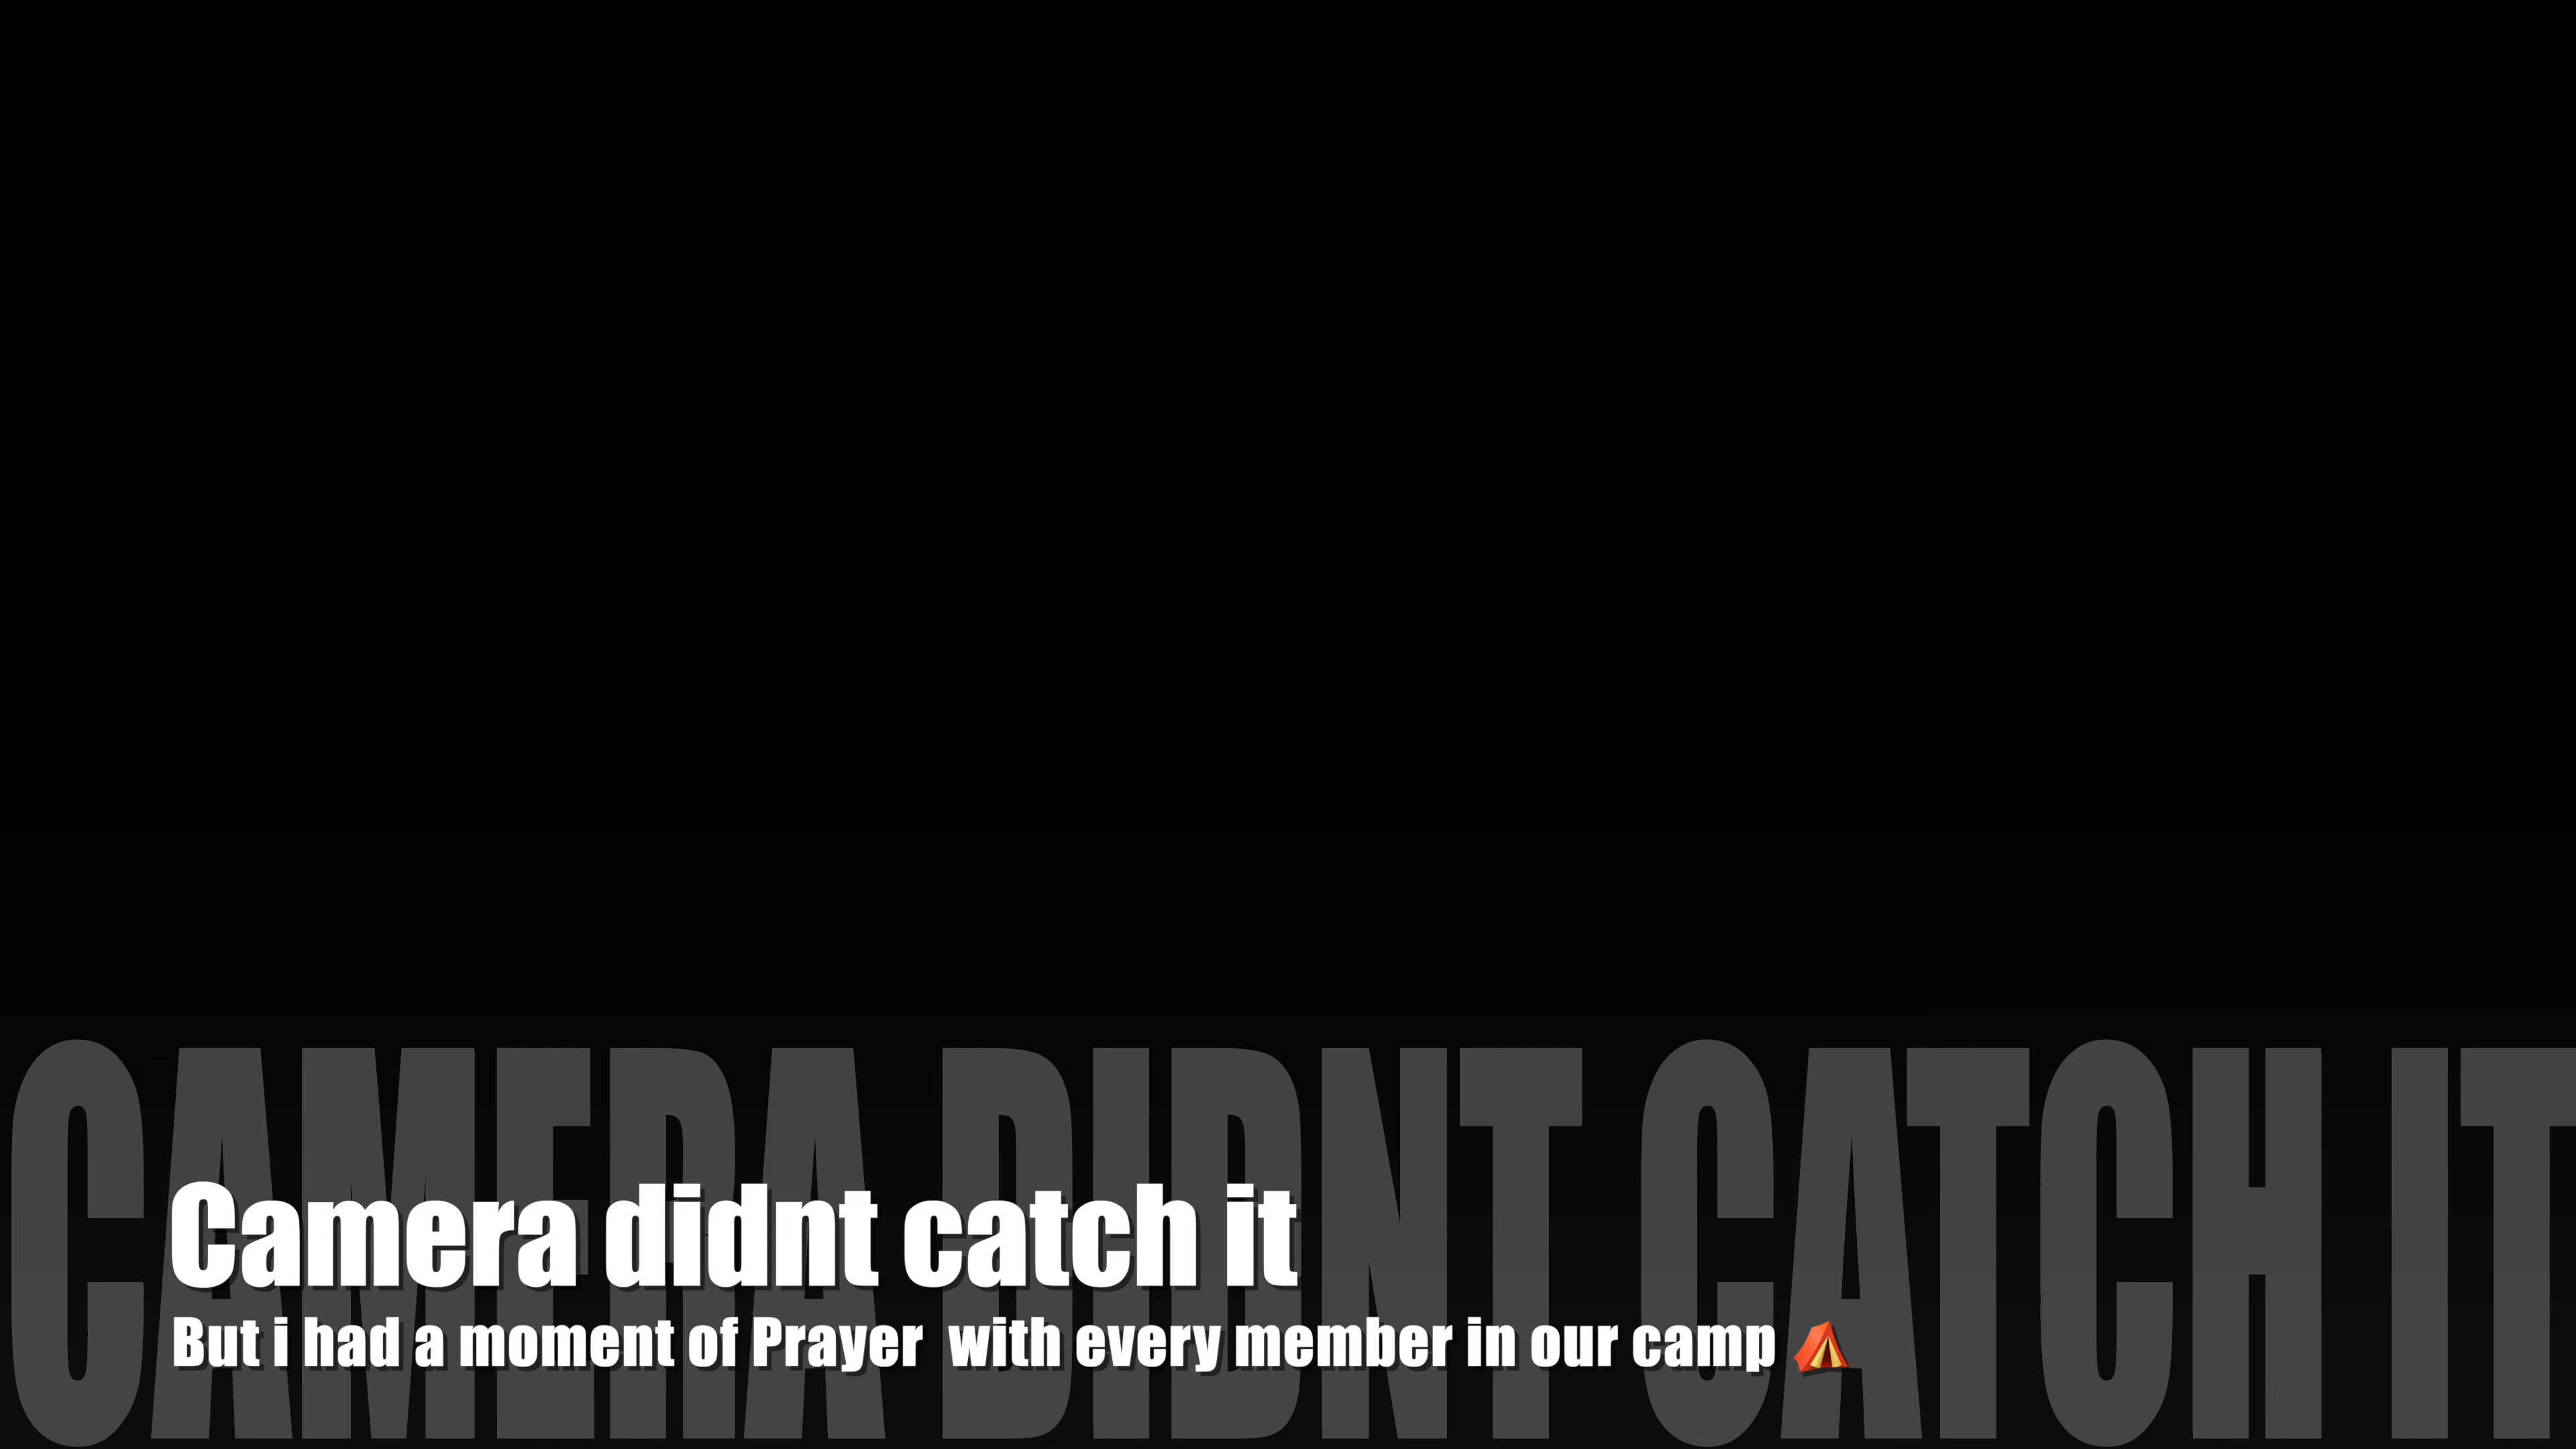 CAMERA DIDNT CATCH IT
Camera didnt catch it
But i had a moment of Prayer  with every member in our camp ⛺